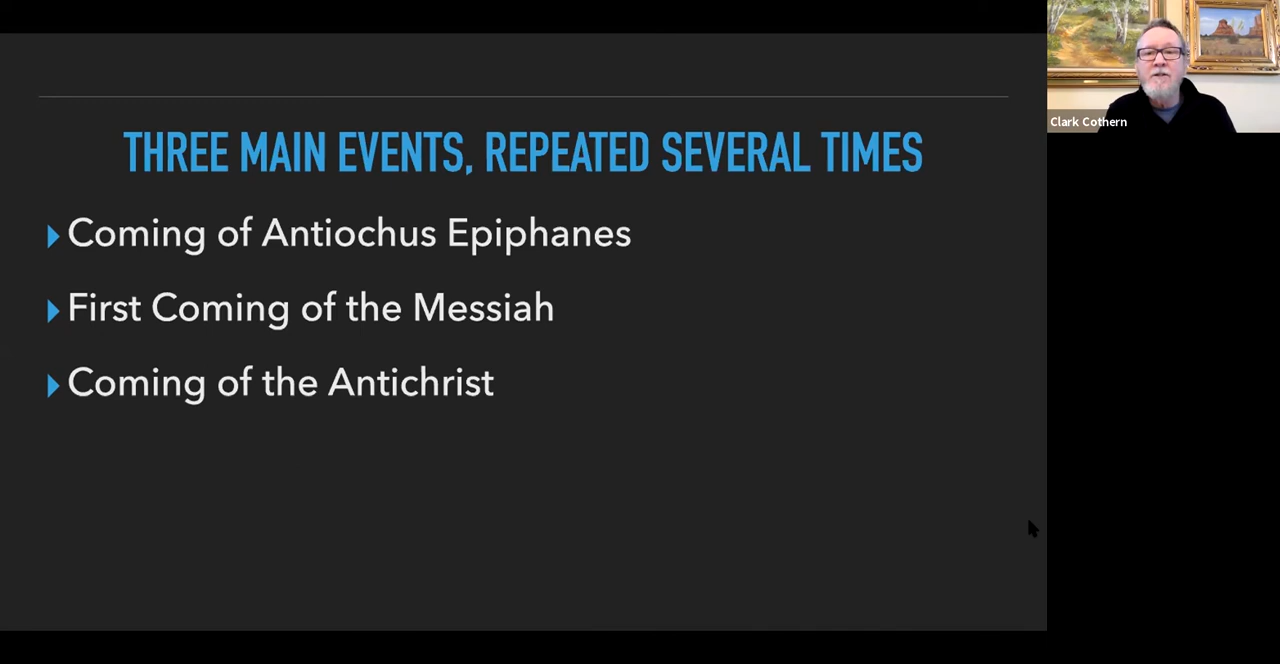 THREE MAIN EVENTS, REPEATED SEVERAL TIMES
Coming of Antiochus Epiphanes
First Coming of the Messiah
Coming of the Antichrist
Clark Cothern